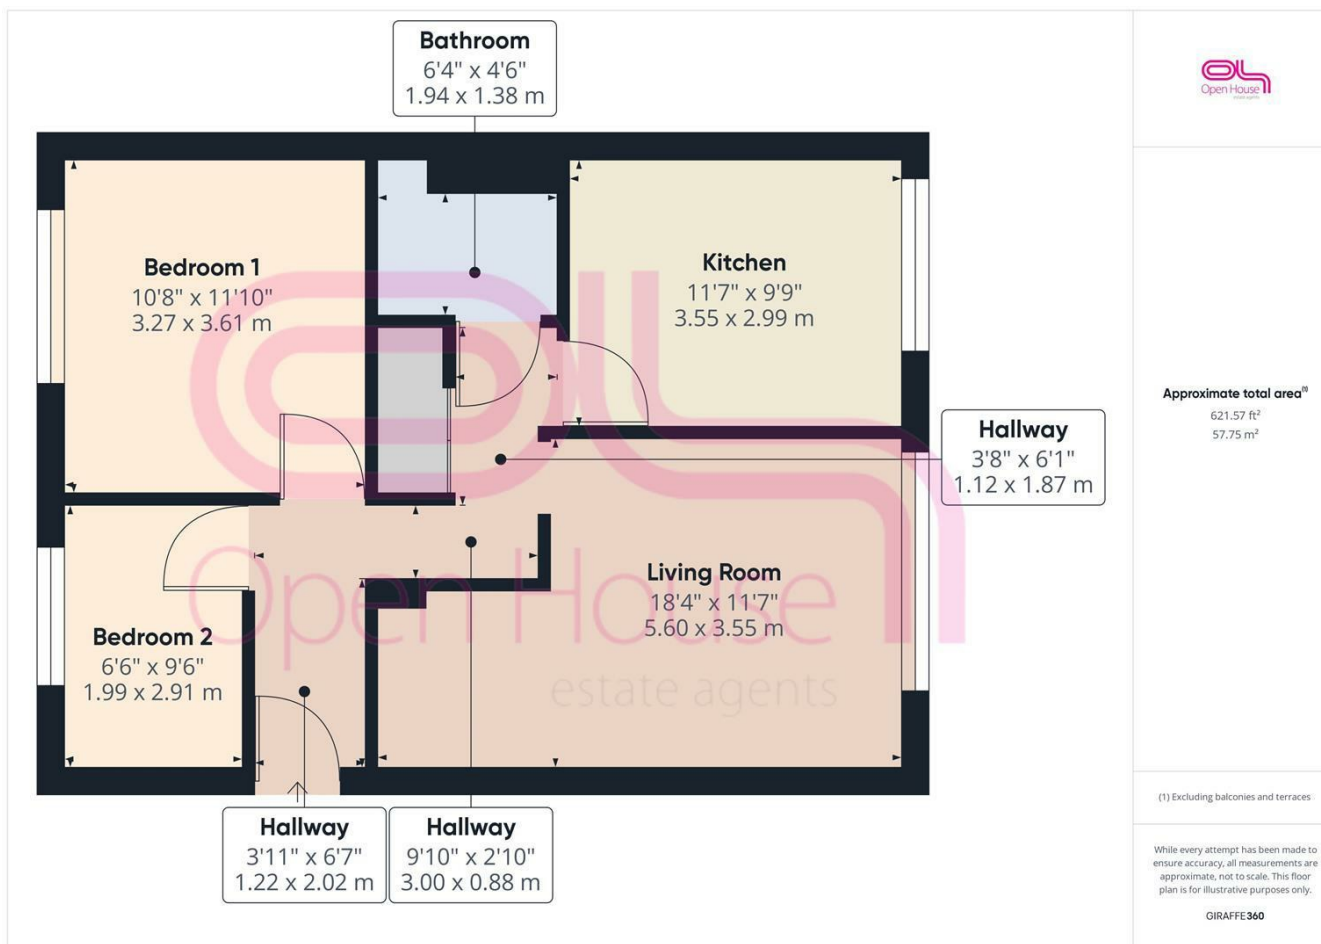 Bathroom
6'4" x 4'6"
1.94 x 1.38 m
Bedroom 1
10'8" x 11'10"
3.27 x 3.61 m
Kitchen
11'7" x 9'9"
3.55 x 2.99 m
Hallway
3'8" x 6'1"
1.12 x 1.87 m
Living Room
18'4" x 11'7"
5.60 x 3.55 m
Bedroom 2
6'6" x 9'6"
1.99 x 2.91 m
Hallway
3'11" x 6'7"
1.22 x 2.02 m
Hallway
9'10" x 2'10"
3.00 x 0.88 m
Open House
estate agents
Open House
estate agents
Approximate total area⁽¹⁾
621.57 ft²
57.75 m²
(1) Excluding balconies and terraces
While every attempt has been made to
ensure accuracy, all measurements are
approximate, not to scale. This floor
plan is for illustrative purposes only.
GIRAFFE360